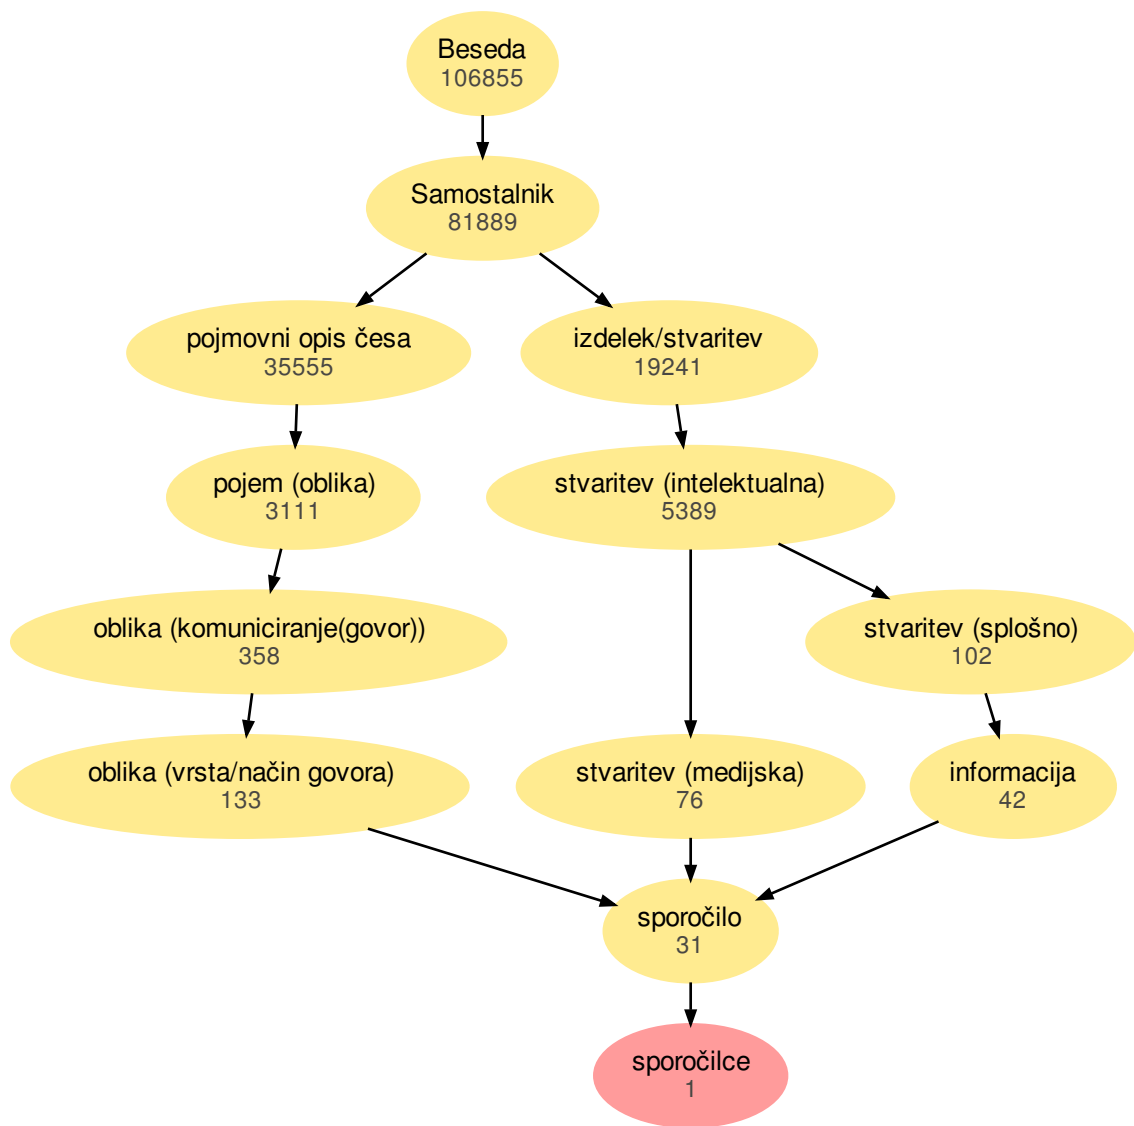 Beseda
106855
Samostalnik
81889
pojmovni opis česa
35555
izdelek/stvaritev
19241
pojem (oblika)
3111
stvaritev (intelektualna)
5389
oblika (komuniciranje(govor))
358
stvaritev (splošno)
102
oblika (vrsta/način govora)
133
stvaritev (medijska)
76
informacija
42
sporočilo
31
sporočilce
1